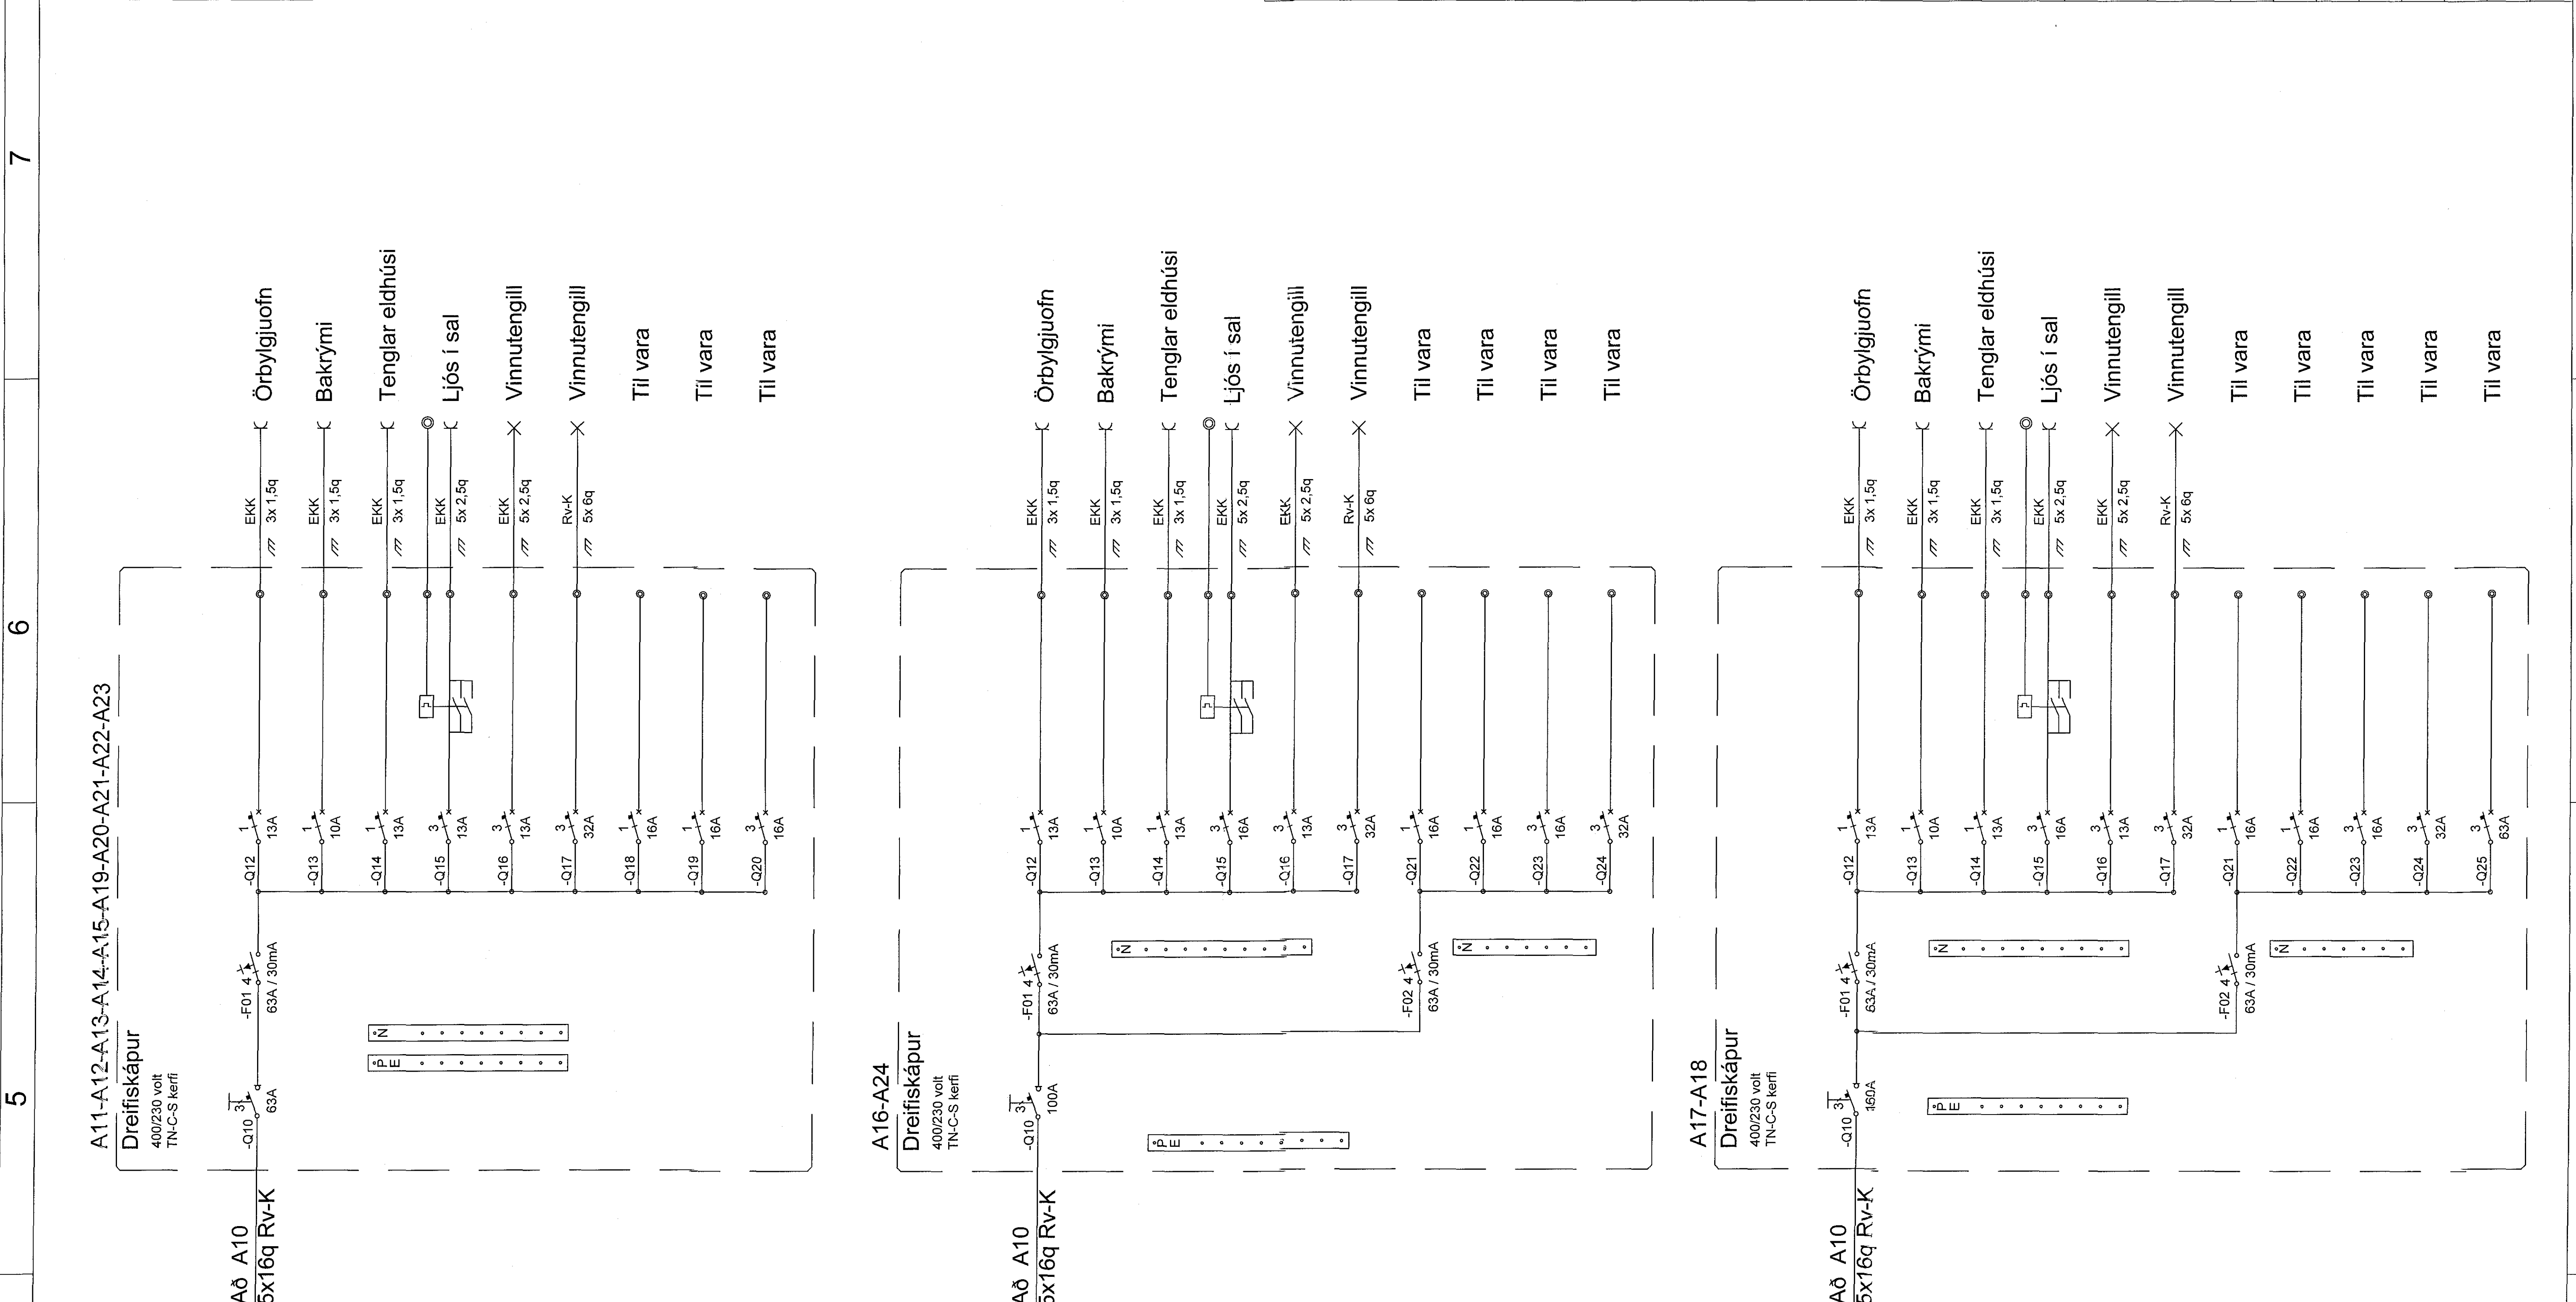 7
6
5
A11-A12-A13-A14-A15-A19-A20-A21-A22-A23
Dreifiskápur
400/230 volt
TN-C-S kerfi
Að A10
5x16q Rv-K
-Q10
3
63A
-F01 4
63A / 30mA
N
PE
-Q12 1 13A EKK 3x 1,5q Örbylgjuofn
-Q13 1 10A EKK 3x 1,5q Bakrými
-Q14 1 13A EKK 3x 1,5q Tenglar eldhúsi
-Q15 3 13A EKK 5x 2,5q Ljós í sal
-Q16 3 13A EKK 5x 2,5q Vinnutengill
-Q17 3 32A Rv-K 5x 6q Vinnutengill
-Q18 1 16A Til vara
-Q19 1 16A Til vara
-Q20 3 16A Til vara
A16-A24
Dreifiskápur
400/230 volt
TN-C-S kerfi
Að A10
5x16q Rv-K
-Q10
3
100A
-F01 4
63A / 30mA
-F02 4
63A / 30mA
N
N
PE
-Q12 1 13A EKK 3x 1,5q Örbylgjuofn
-Q13 1 10A EKK 3x 1,5q Bakrými
-Q14 1 13A EKK 3x 1,5q Tenglar eldhúsi
-Q15 3 16A EKK 5x 2,5q Ljós í sal
-Q16 3 13A EKK 5x 2,5q Vinnutengill
-Q17 3 32A Rv-K 5x 6q Vinnutengill
-Q21 1 16A Til vara
-Q22 1 16A Til vara
-Q23 3 16A Til vara
-Q24 3 32A Til vara
A17-A18
Dreifiskápur
400/230 volt
TN-C-S kerfi
Að A10
5x16q Rv-K
-Q10
3
160A
-F01 4
63A / 30mA
-F02 4
63A / 30mA
N
N
PE
-Q12 1 13A EKK 3x 1,5q Örbylgjuofn
-Q13 1 10A EKK 3x 1,5q Bakrými
-Q14 1 13A EKK 3x 1,5q Tenglar eldhúsi
-Q15 3 16A EKK 5x 2,5q Ljós í sal
-Q16 3 13A EKK 5x 2,5q Vinnutengill
-Q17 3 32A Rv-K 5x 6q Vinnutengill
-Q21 1 16A Til vara
-Q22 1 16A Til vara
-Q23 3 16A Til vara
-Q24 3 32A Til vara
-Q25 3 63A Til vara